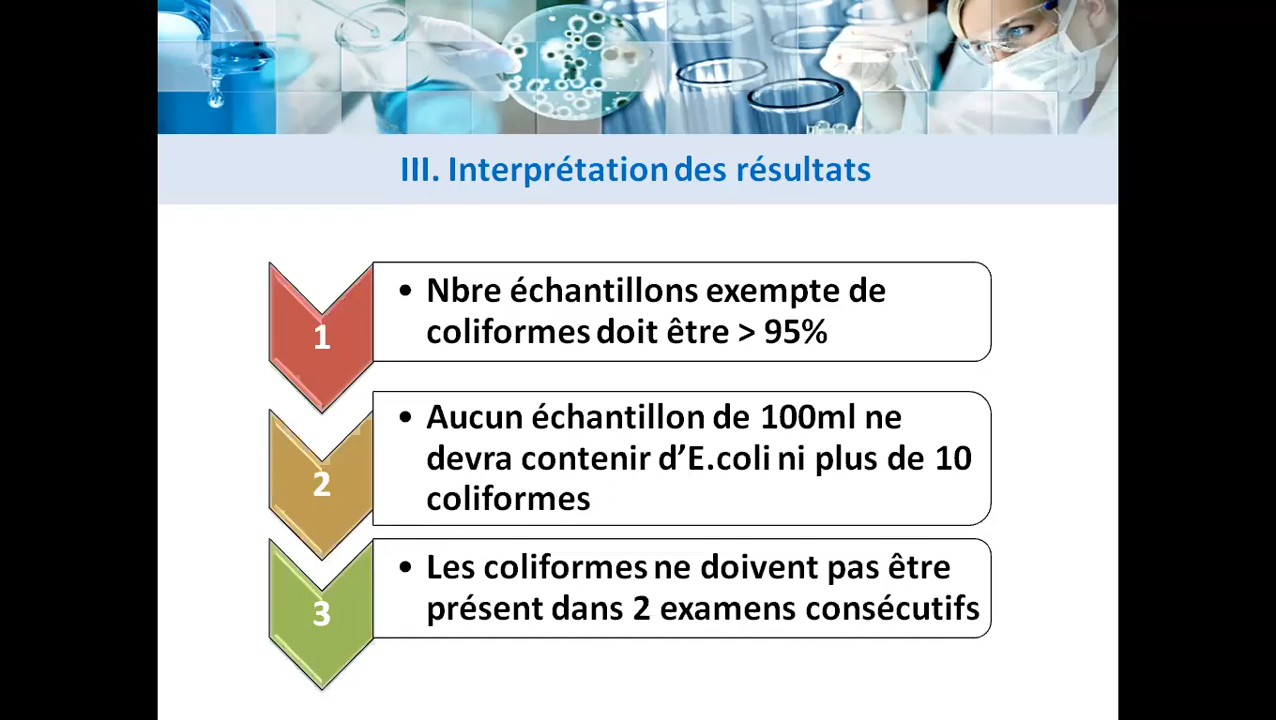 III. Interprétation des résultats
1
• Nbre échantillons exempte de
coliformes doit être > 95%
2
• Aucun échantillon de 100ml ne
devra contenir d’E.coli ni plus de 10
coliformes
3
• Les coliformes ne doivent pas être
présent dans 2 examens consécutifs